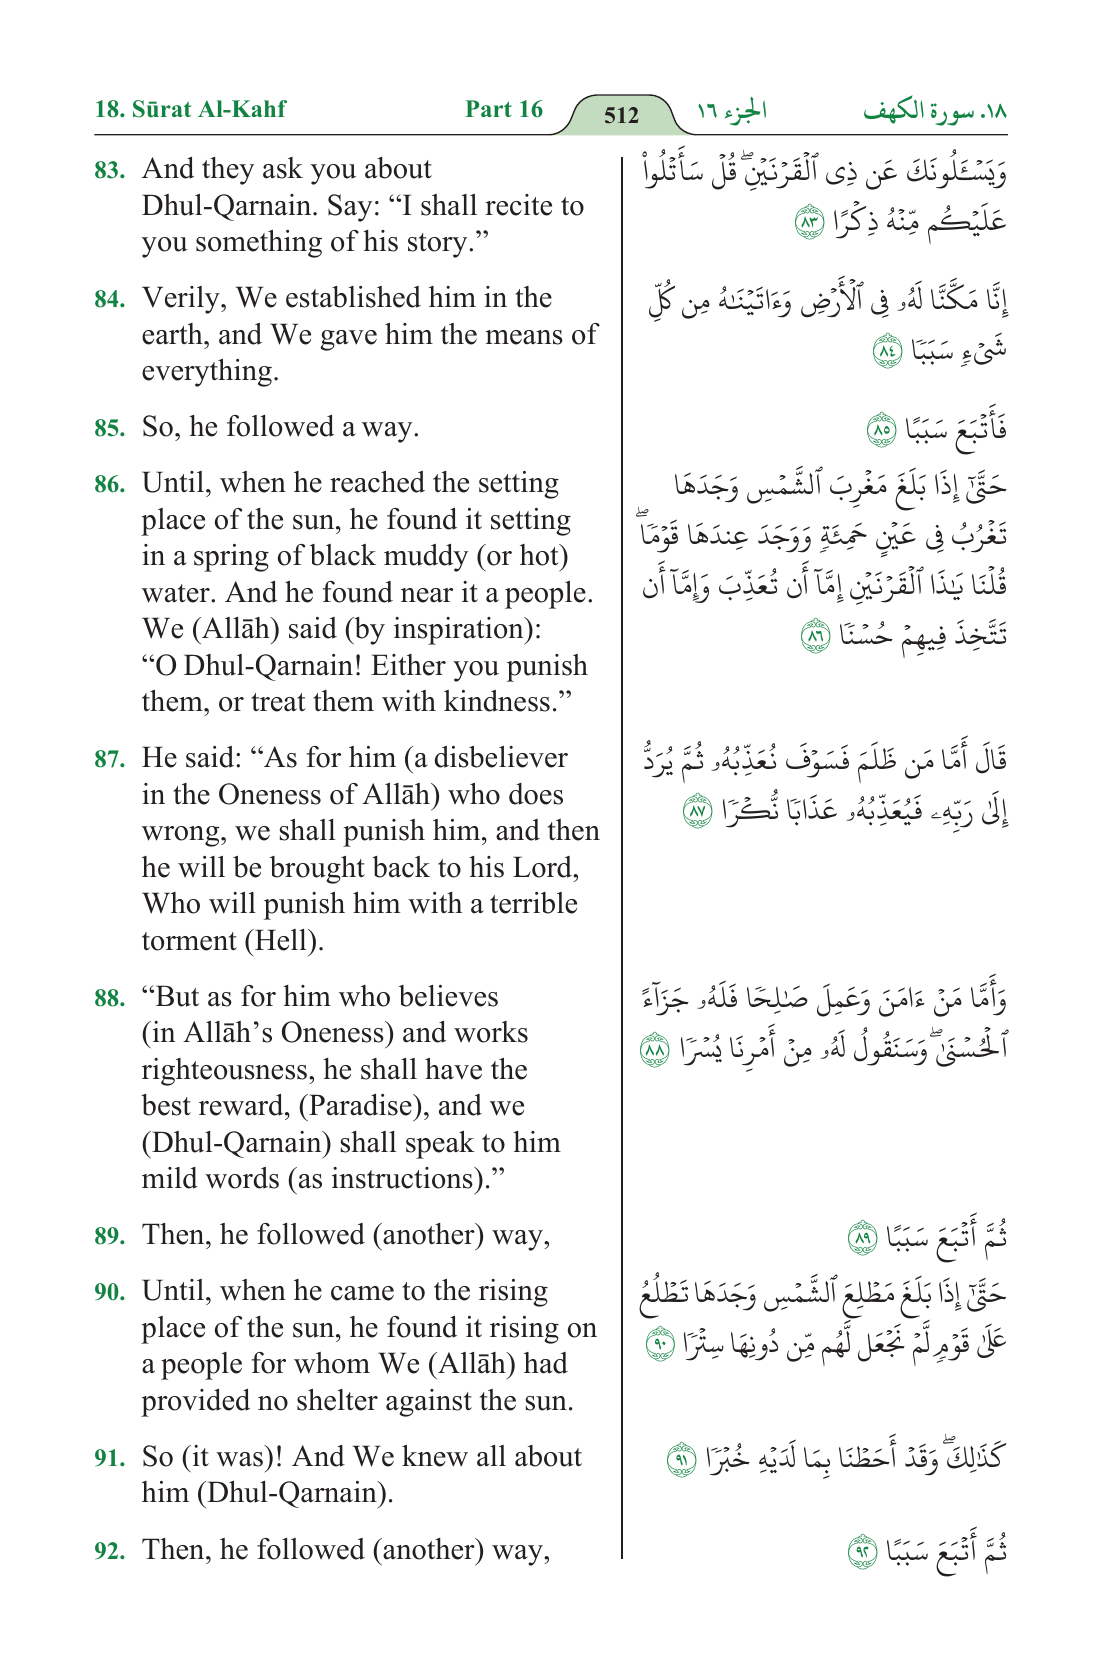 18. Sūrat Al-Kahf
Part 16
512
الجزء ١٦
١٨. سورة الكهف
83. And they ask you about
Dhul-Qarnain. Say: “I shall recite to
you something of his story.”
84. Verily, We established him in the
earth, and We gave him the means of
everything.
85. So, he followed a way.
86. Until, when he reached the setting
place of the sun, he found it setting
in a spring of black muddy (or hot)
water. And he found near it a people.
We (Allāh) said (by inspiration):
“O Dhul-Qarnain! Either you punish
them, or treat them with kindness.”
87. He said: “As for him (a disbeliever
in the Oneness of Allāh) who does
wrong, we shall punish him, and then
he will be brought back to his Lord,
Who will punish him with a terrible
torment (Hell).
88. “But as for him who believes
(in Allāh’s Oneness) and works
righteousness, he shall have the
best reward, (Paradise), and we
(Dhul-Qarnain) shall speak to him
mild words (as instructions).”
89. Then, he followed (another) way,
90. Until, when he came to the rising
place of the sun, he found it rising on
a people for whom We (Allāh) had
provided no shelter against the sun.
91. So (it was)! And We knew all about
him (Dhul-Qarnain).
92. Then, he followed (another) way,
وَيَسۡـَٔلُونَكَ عَن ذِى ٱلۡقَرۡنَيۡنِۖ قُلۡ سَأَتۡلُواْ
عَلَيۡكُم مِّنۡهُ ذِكۡرًا ٨٣
إِنَّا مَكَّنَّا لَهُۥ فِى ٱلۡأَرۡضِ وَءَاتَيۡنَـٰهُ مِن كُلِّ
شَىۡءٖ سَبَبٗا ٨٤
فَأَتۡبَعَ سَبَبًا ٨٥
حَتَّىٰٓ إِذَا بَلَغَ مَغۡرِبَ ٱلشَّمۡسِ وَجَدَهَا
تَغۡرُبُ فِى عَيۡنٍ حَمِئَةٖ وَوَجَدَ عِندَهَا قَوۡمٗاۖ
قُلۡنَا يَـٰذَا ٱلۡقَرۡنَيۡنِ إِمَّآ أَن تُعَذِّبَ وَإِمَّآ أَن
تَتَّخِذَ فِيهِمۡ حُسۡنٗا ٨٦
قَالَ أَمَّا مَن ظَلَمَ فَسَوۡفَ نُعَذِّبُهُۥ ثُمَّ يُرَدُّ
إِلَىٰ رَبِّهِۦ فَيُعَذِّبُهُۥ عَذَابٗا نُّكۡرٗا ٨٧
وَأَمَّا مَنۡ ءَامَنَ وَعَمِلَ صَـٰلِحٗا فَلَهُۥ جَزَآءً
ٱلۡحُسۡنَىٰۖ وَسَنَقُولُ لَهُۥ مِنۡ أَمۡرِنَا يُسۡرٗا ٨٨
ثُمَّ أَتۡبَعَ سَبَبًا ٨٩
حَتَّىٰٓ إِذَا بَلَغَ مَطۡلِعَ ٱلشَّمۡسِ وَجَدَهَا تَطۡلُعُ
عَلَىٰ قَوۡمٖ لَّمۡ نَجۡعَل لَّهُم مِّن دُونِهَا سِتۡرٗا ٩٠
كَذَٰلِكَۖ وَقَدۡ أَحَطۡنَا بِمَا لَدَيۡهِ خُبۡرٗا ٩١
ثُمَّ أَتۡبَعَ سَبَبًا ٩٢